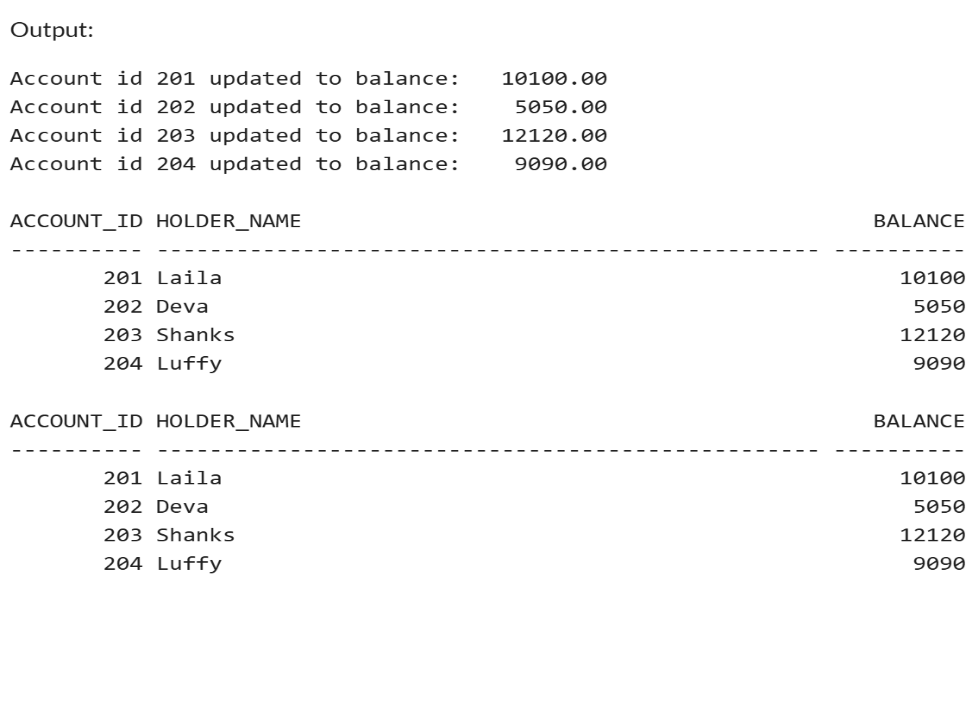 Output:
Account id 201 updated to balance:   10100.00
Account id 202 updated to balance:    5050.00
Account id 203 updated to balance:   12120.00
Account id 204 updated to balance:    9090.00
ACCOUNT_ID HOLDER_NAME                                           BALANCE
---------- -------------------------------------------------- ----------
       201 Laila                                                   10100
       202 Deva                                                     5050
       203 Shanks                                                  12120
       204 Luffy                                                    9090
ACCOUNT_ID HOLDER_NAME                                           BALANCE
---------- -------------------------------------------------- ----------
       201 Laila                                                   10100
       202 Deva                                                     5050
       203 Shanks                                                  12120
       204 Luffy                                                    9090